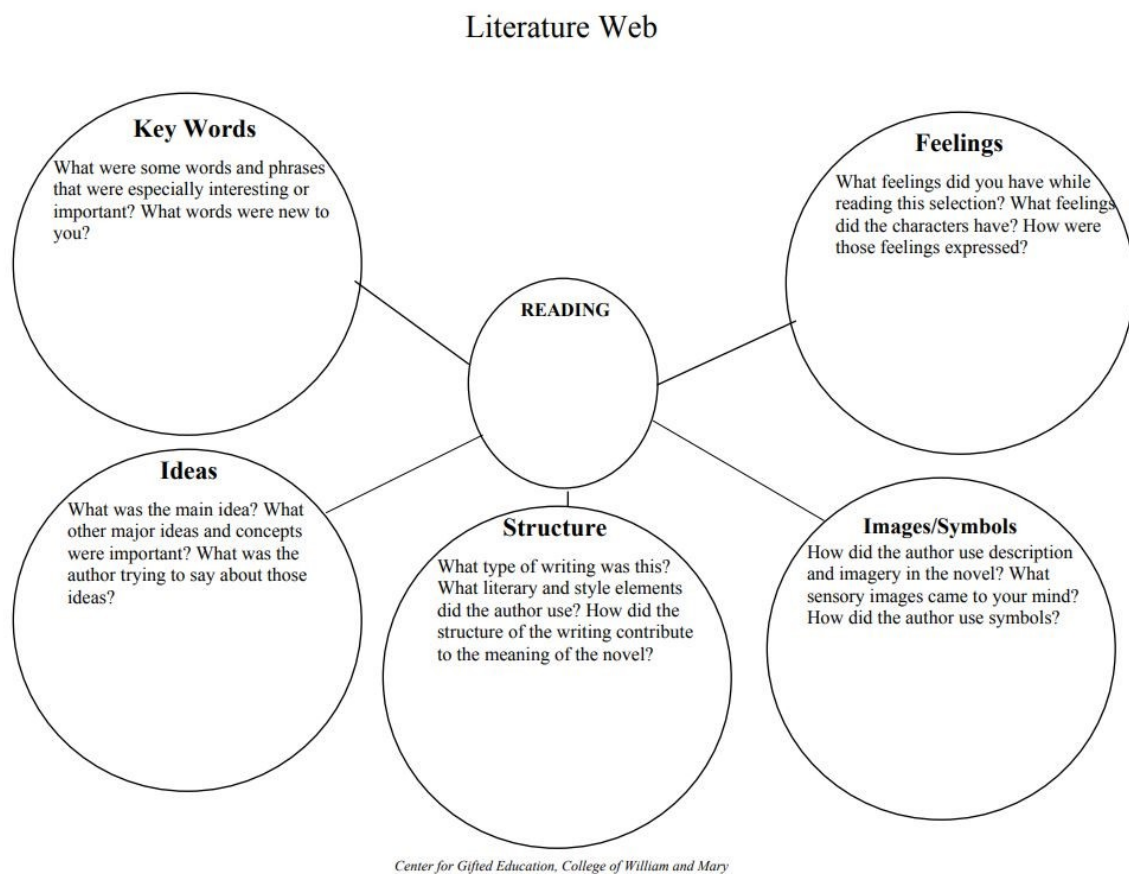 Literature Web
Key Words
What were some words and phrases
that were especially interesting or
important? What words were new to
you?
Feelings
What feelings did you have while
reading this selection? What feelings
did the characters have? How were
those feelings expressed?
READING
Ideas
What was the main idea? What
other major ideas and concepts
were important? What was the
author trying to say about those
ideas?
Structure
What type of writing was this?
What literary and style elements
did the author use? How did the
structure of the writing contribute
to the meaning of the novel?
Images/Symbols
How did the author use description
and imagery in the novel? What
sensory images came to your mind?
How did the author use symbols?
Center for Gifted Education, College of William and Mary